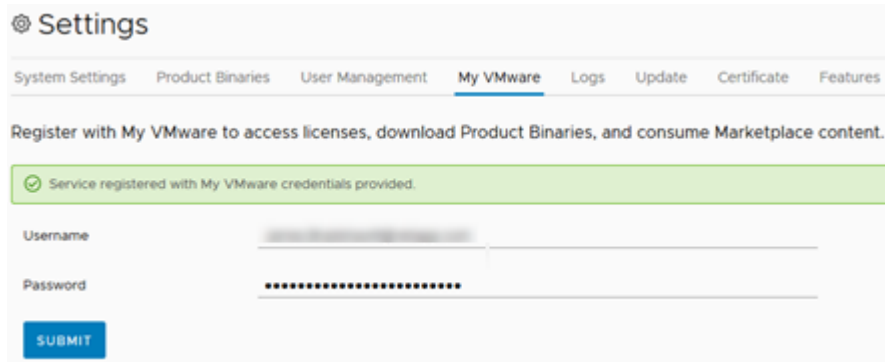 Settings
System Settings Product Binaries User Management My VMware Logs Update Certificate Features
Register with My VMware to access licenses, download Product Binaries, and consume Marketplace content.
Service registered with My VMware credentials provided.
Username
Password ••••••••••••••••••••••••
SUBMIT